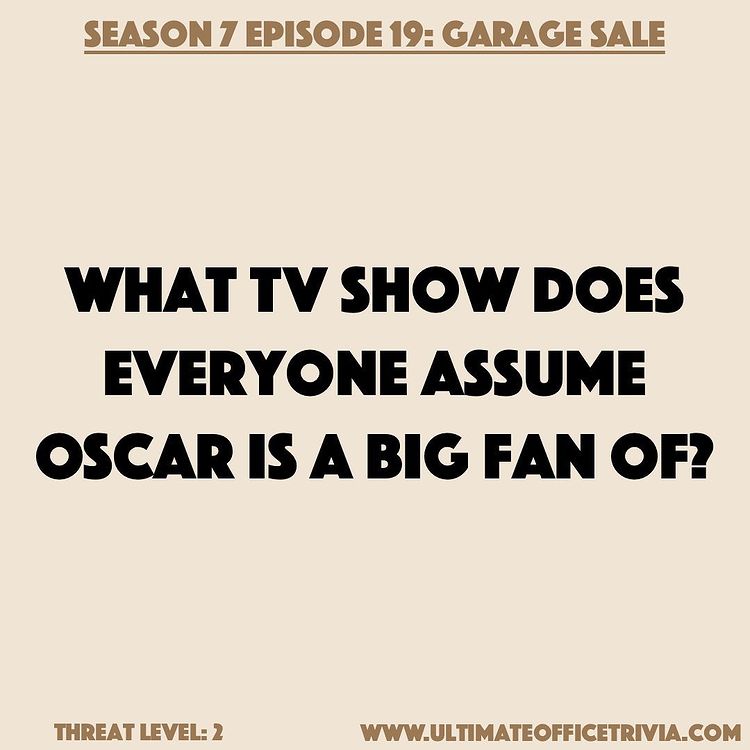 SEASON 7 EPISODE 19: GARAGE SALE
WHAT TV SHOW DOES
EVERYONE ASSUME
OSCAR IS A BIG FAN OF?
THREAT LEVEL: 2
WWW.ULTIMATEOFFICETRIVIA.COM